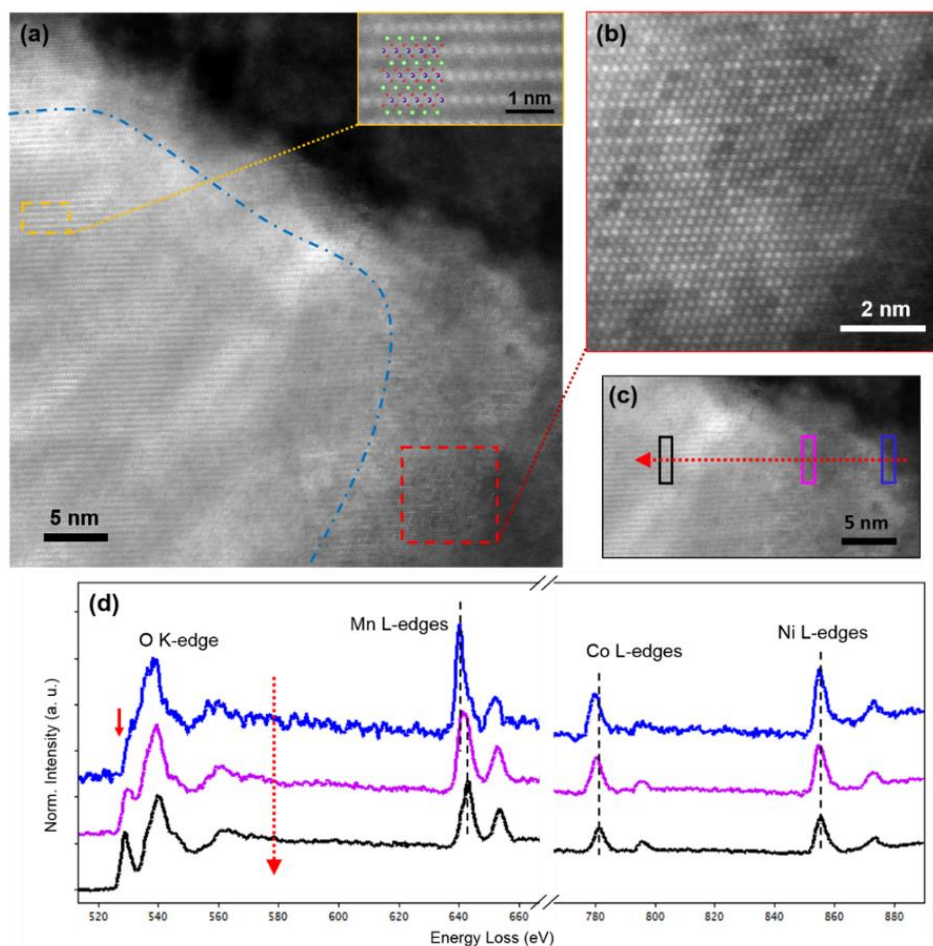 (a)
1 nm
5 nm
(b)
2 nm
(c)
5 nm
(d)
O K-edge
Mn L-edges
Co L-edges
Ni L-edges
Norm. Intensity (a. u.)
520 540 560 580 600 620 640 660 780 800 820 840 860 880
Energy Loss (eV)